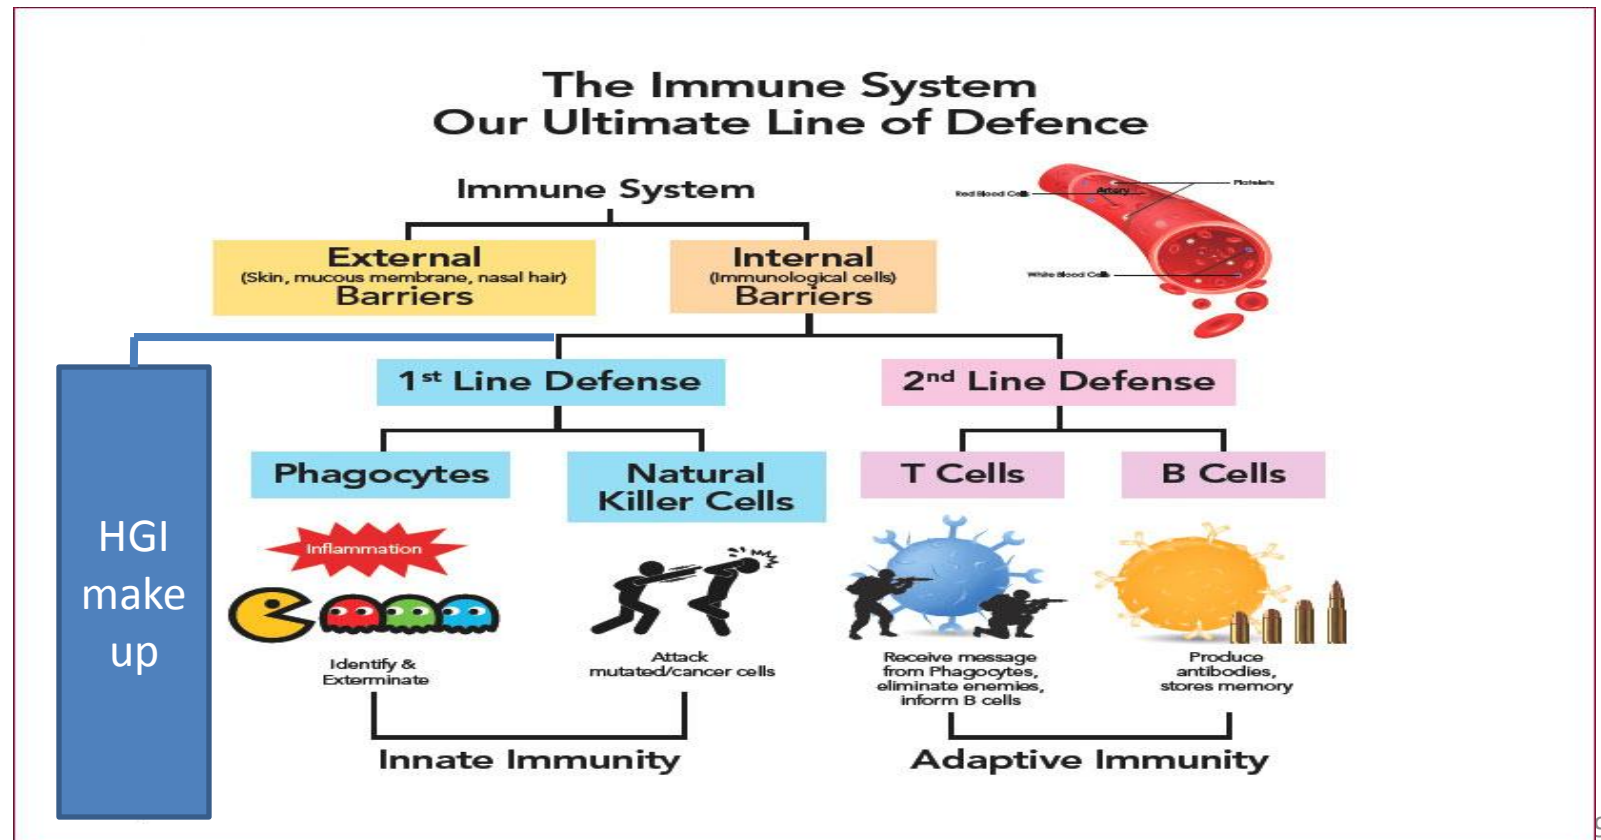 The Immune System
Our Ultimate Line of Defence
Immune System
External
(Skin, mucous membrane, nasal hair)
Barriers
Internal
(Immunological cells)
Barriers
Red Blood Cells
Artery
Platelets
White Blood Cells
1st Line Defense
2nd Line Defense
Phagocytes
Natural
Killer Cells
T Cells
B Cells
HGI
make
up
Inflammation
Identify &
Exterminate
Attack
mutated/cancer cells
Receive message
from Phagocytes,
eliminate enemies,
inform B cells
Produce
antibodies,
stores memory
Innate Immunity
Adaptive Immunity